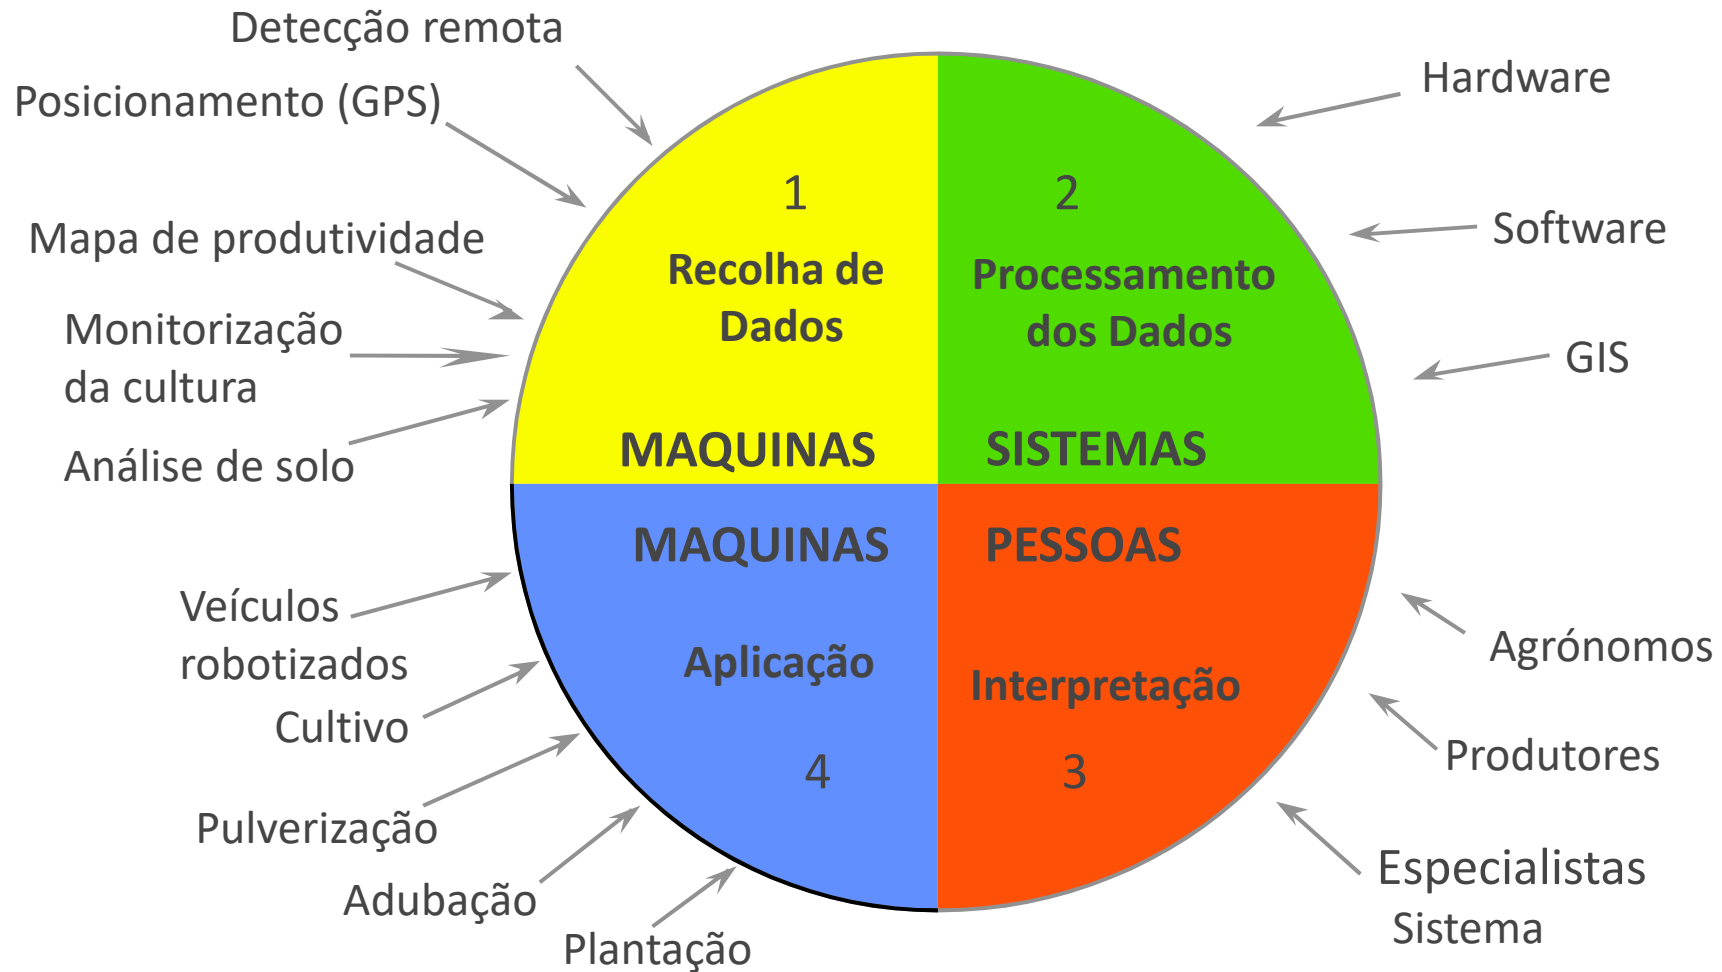 Detecção remota
Posicionamento (GPS)
Mapa de produtividade
Monitorização
da cultura
Análise de solo
Hardware
Software
GIS
1
Recolha de
Dados
MAQUINAS
2
Processamento
dos Dados
SISTEMAS
MAQUINAS
Aplicação
4
PESSOAS
Interpretação
3
Veículos
robotizados
Cultivo
Pulverização
Adubação
Plantação
Agrónomos
Produtores
Especialistas
Sistema